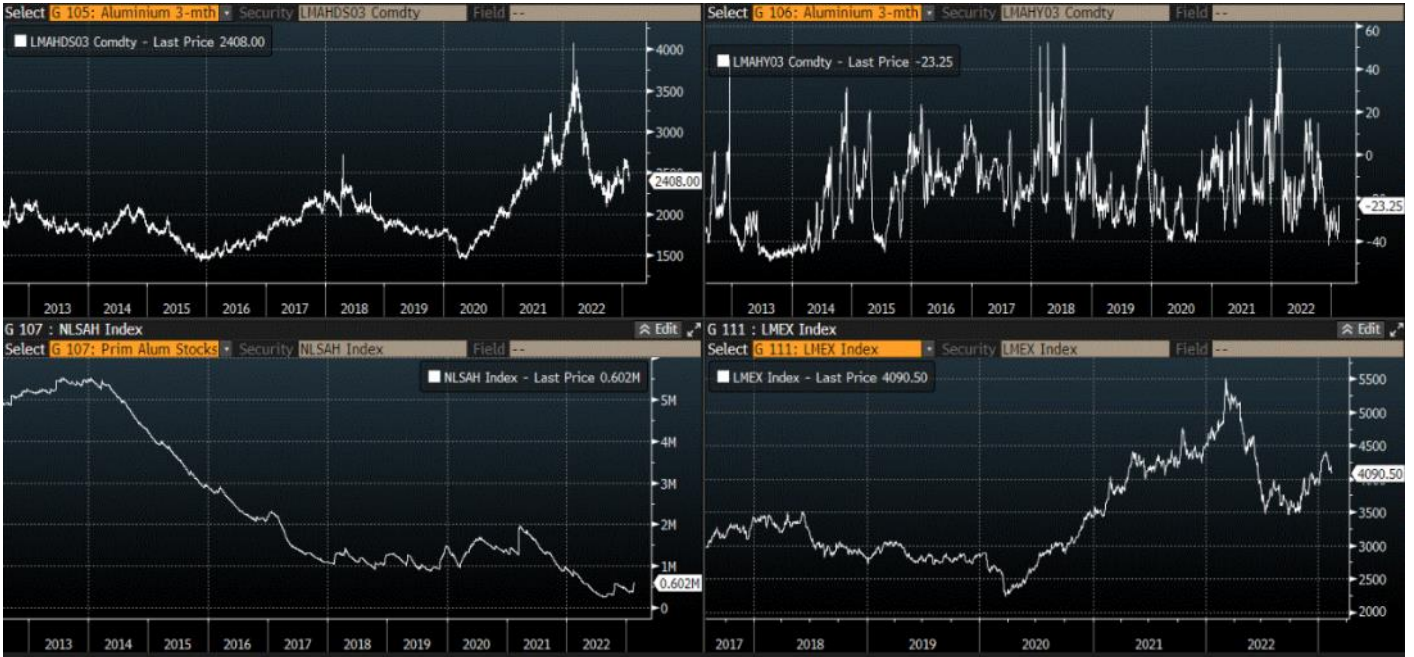 Select G 105: Aluminium 3-mth Security LMAHDS03 Comdty Field --
LMAHDS03 Comdty - Last Price 2408.00
4000
3500
3000
2500
2408.00
2000
1500
2013 2014 2015 2016 2017 2018 2019 2020 2021 2022
Select G 106: Aluminium 3-mth Security LMAHY03 Comdty Field --
LMAHY03 Comdty - Last Price -23.25
60
40
20
0
-23.25
-40
2013 2014 2015 2016 2017 2018 2019 2020 2021 2022
G 107 : NLSAH Index Edit
Select G 107: Prim Alum Stocks Security NLSAH Index Field --
NLSAH Index - Last Price 0.602M
5M
4M
3M
2M
1M
0.602M
0
2013 2014 2015 2016 2017 2018 2019 2020 2021 2022
G 111 : LMEX Index Edit
Select G 111: LMEX Index Security LMEX Index Field --
LMEX Index - Last Price 4090.50
5500
5000
4500
4090.50
3500
3000
2500
2000
2017 2018 2019 2020 2021 2022